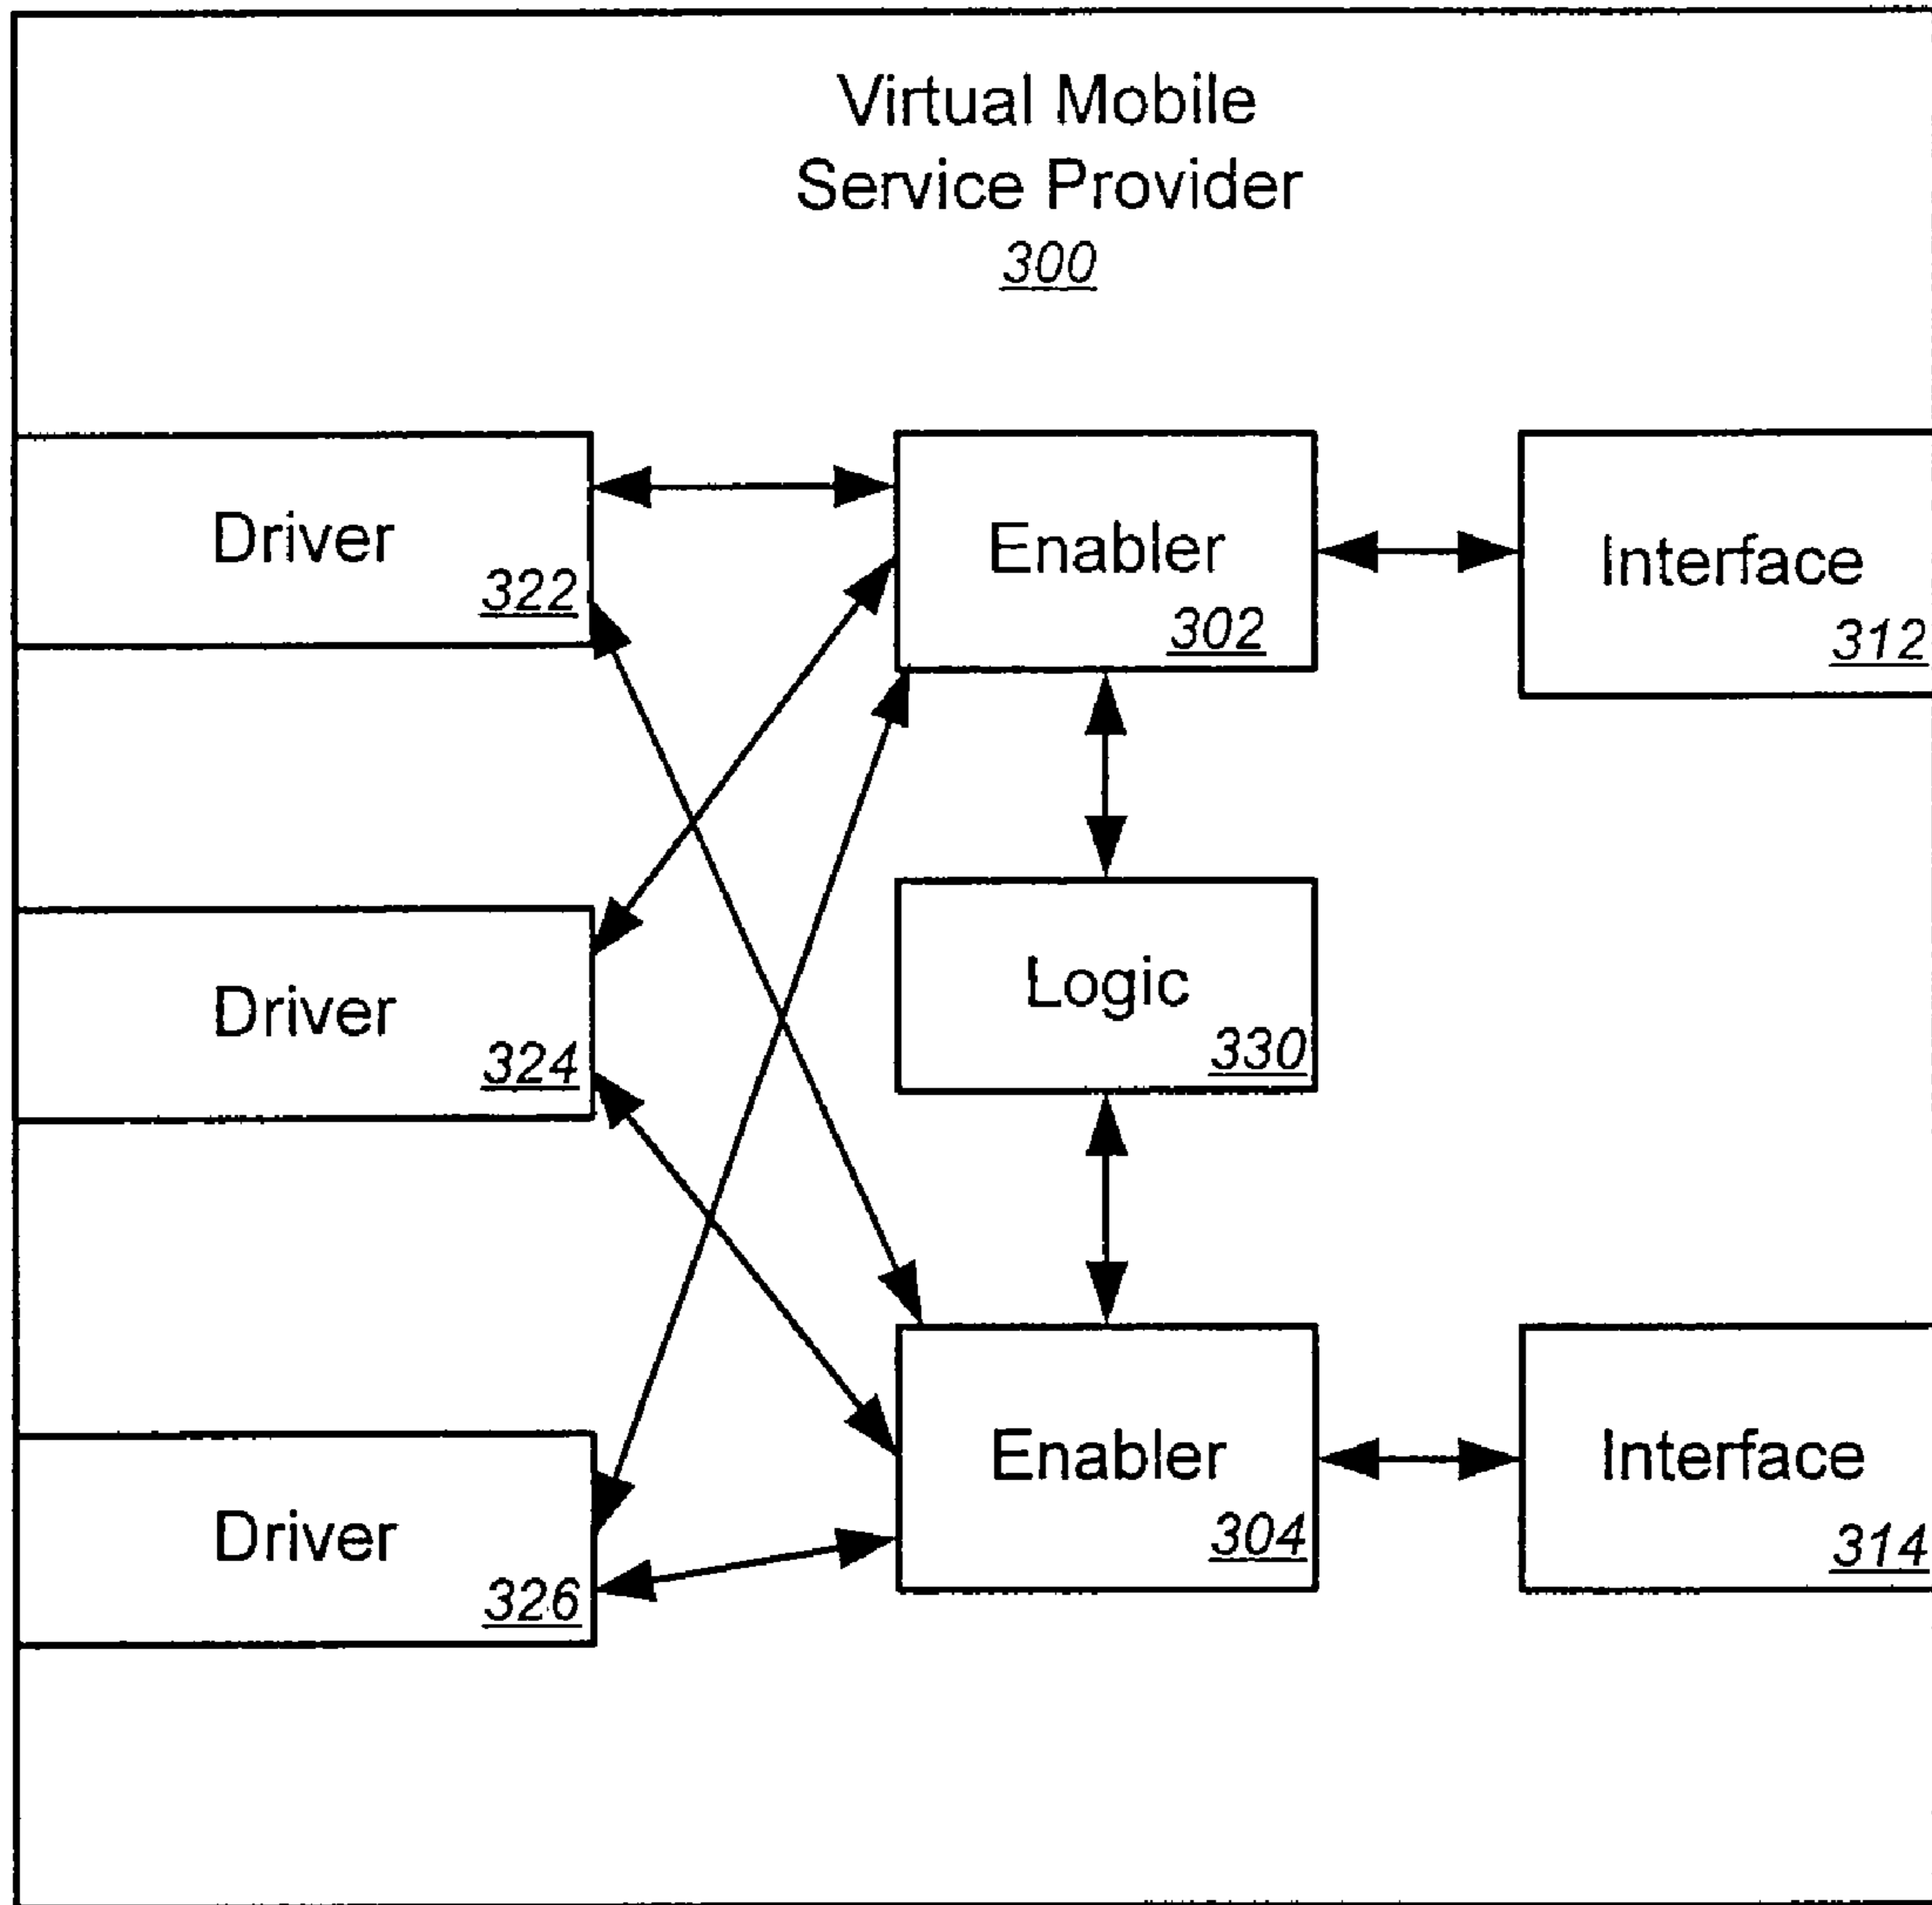 Virtual Mobile
Service Provider
300
Driver
322
Enabler
302
Interface
312
Driver
324
Logic
330
Driver
326
Enabler
304
Interface
314